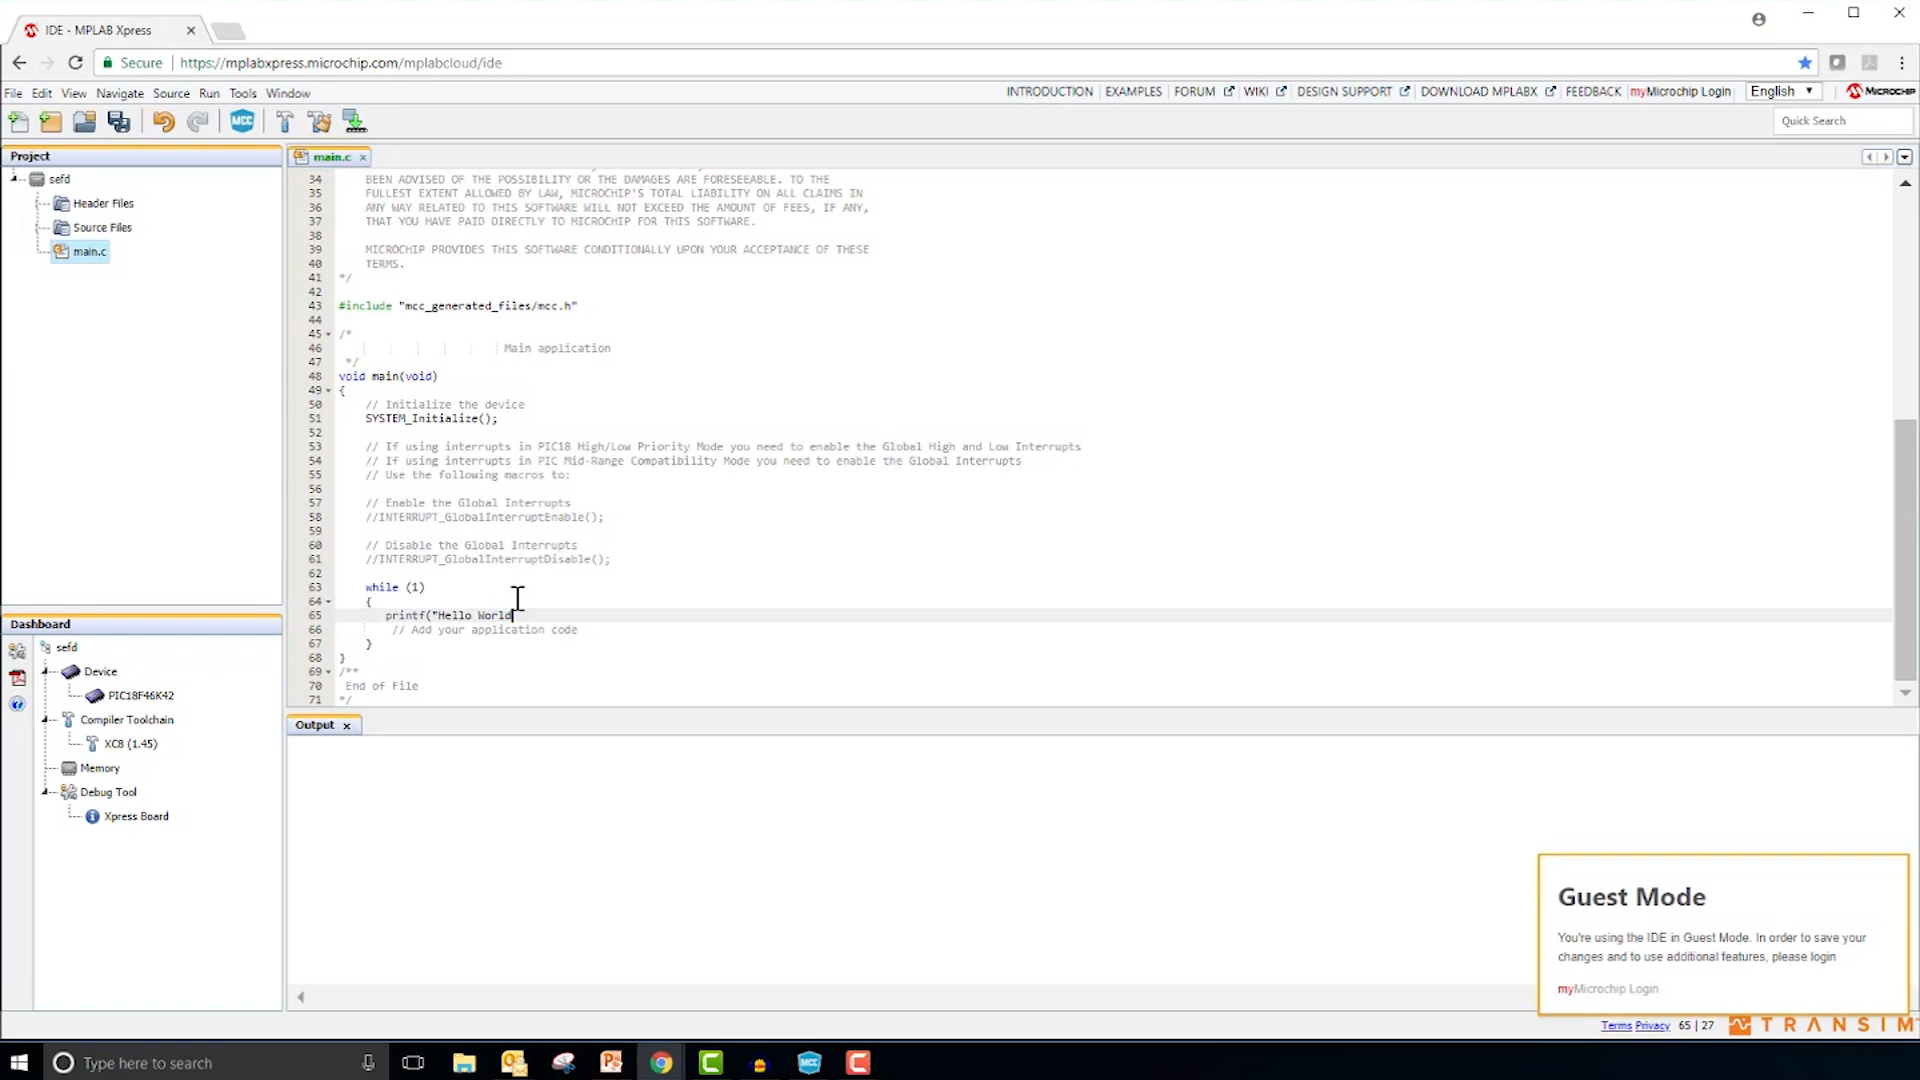 IDE - MPLAB Xpress
Secure https://mplabxpress.microchip.com/mplabcloud/ide
File Edit View Navigate Source Run Tools Window
INTRODUCTION EXAMPLES FORUM WIKI DESIGN SUPPORT DOWNLOAD MPLABX FEEDBACK myMicrochip Login English MICROCHIP
MCC
Quick Search
Project
sefd
Header Files
Source Files
main.c
main.c
34 BEEN ADVISED OF THE POSSIBILITY OR THE DAMAGES ARE FORESEEABLE. TO THE
35 FULLEST EXTENT ALLOWED BY LAW, MICROCHIP'S TOTAL LIABILITY ON ALL CLAIMS IN
36 ANY WAY RELATED TO THIS SOFTWARE WILL NOT EXCEED THE AMOUNT OF FEES, IF ANY,
37 THAT YOU HAVE PAID DIRECTLY TO MICROCHIP FOR THIS SOFTWARE.
38
39 MICROCHIP PROVIDES THIS SOFTWARE CONDITIONALLY UPON YOUR ACCEPTANCE OF THESE
40 TERMS.
41 */
42
43 #include "mcc_generated_files/mcc.h"
44
45 /*
46 Main application
47 */
48 void main(void)
49 {
50 // Initialize the device
51 SYSTEM_Initialize();
52
53 // If using interrupts in PIC18 High/Low Priority Mode you need to enable the Global High and Low Interrupts
54 // If using interrupts in PIC Mid-Range Compatibility Mode you need to enable the Global Interrupts
55 // Use the following macros to:
56
57 // Enable the Global Interrupts
58 //INTERRUPT_GlobalInterruptEnable();
59
60 // Disable the Global Interrupts
61 //INTERRUPT_GlobalInterruptDisable();
62
63 while (1)
64 {
65 printf("Hello World
66 // Add your application code
67 }
68 }
69 /**
70 End of File
71 */
Dashboard
sefd
Device
PIC18F46K42
Compiler Toolchain
XC8 (1.45)
Memory
Debug Tool
Xpress Board
Output
Guest Mode
You're using the IDE in Guest Mode. In order to save your
changes and to use additional features, please login
myMicrochip Login
Terms Privacy 65 | 27 TRANSIM
Type here to search